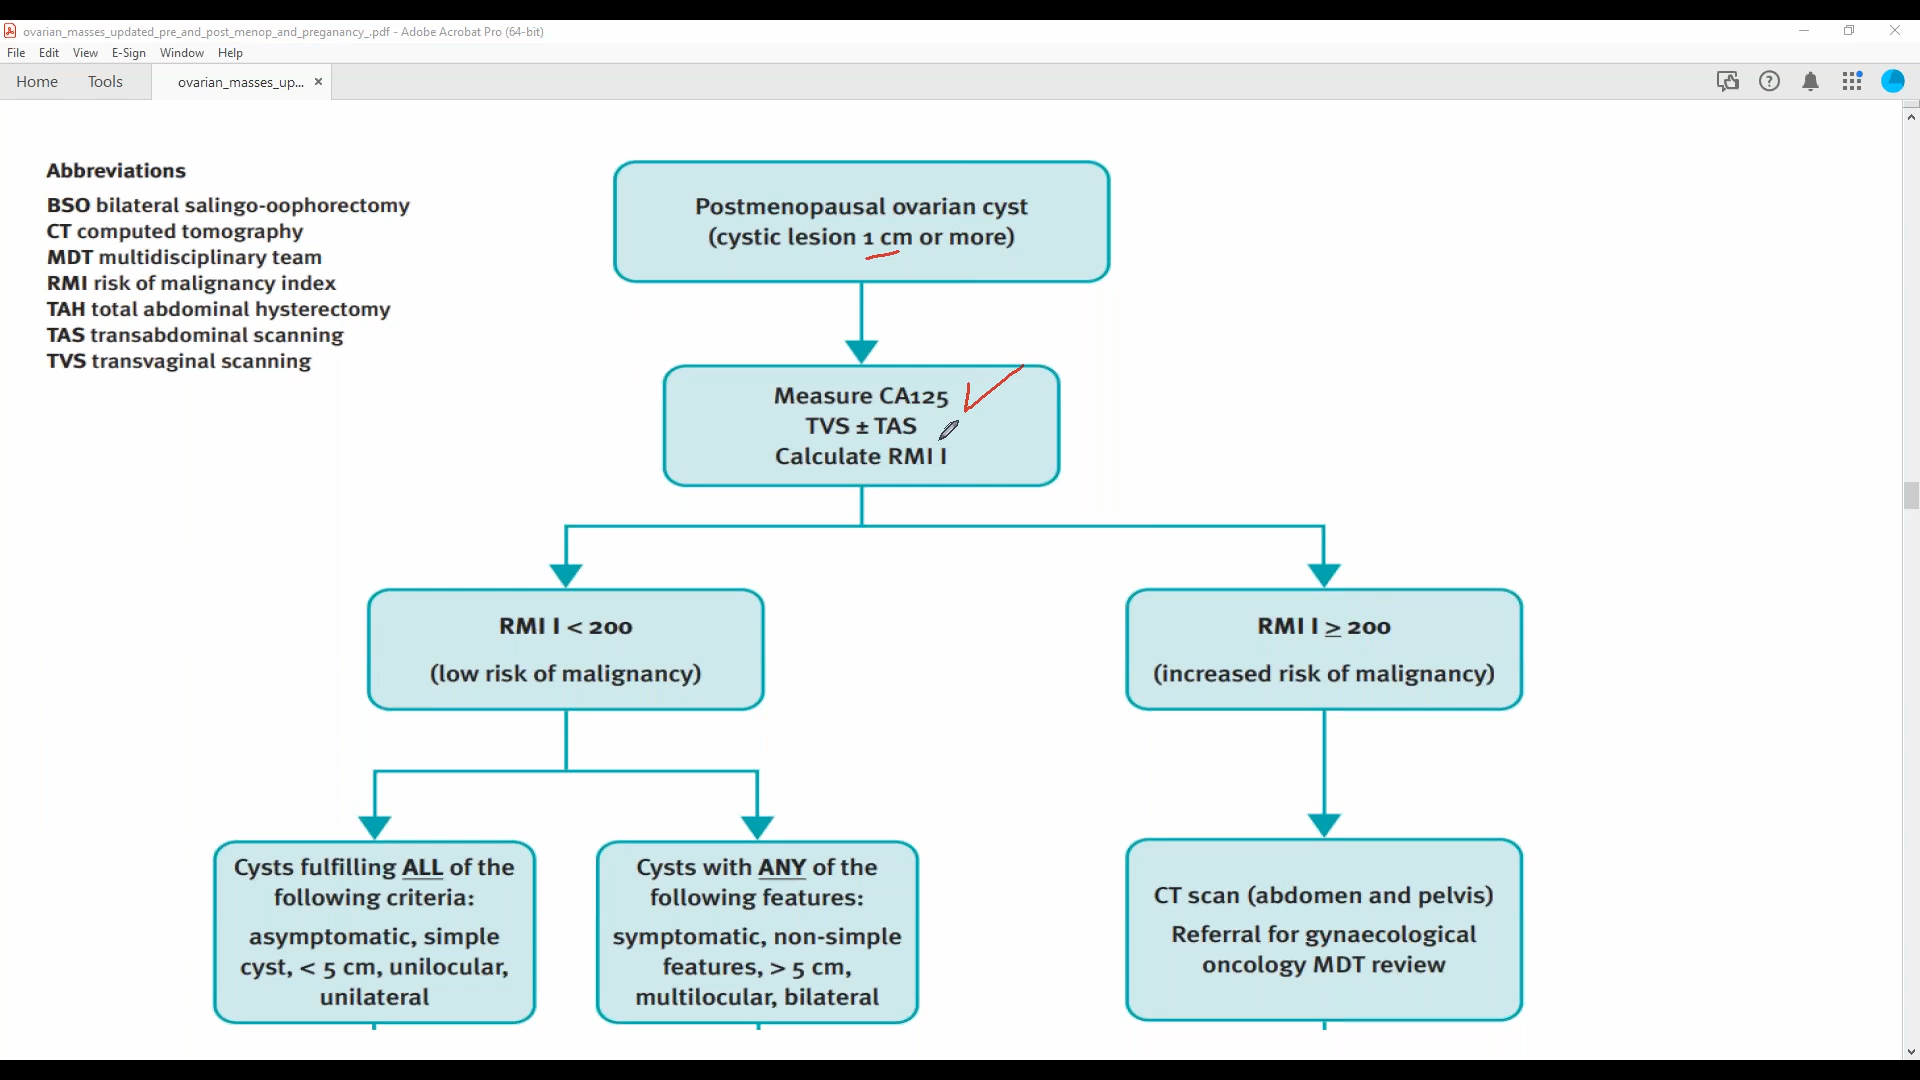 ovarian_masses_updated_pre_and_post_menop_and_preganancy_.pdf - Adobe Acrobat Pro (64-bit)
File Edit View E-Sign Window Help
Home Tools ovarian_masses_up... ×
Abbreviations
BSO bilateral salingo-oophorectomy
CT computed tomography
MDT multidisciplinary team
RMI risk of malignancy index
TAH total abdominal hysterectomy
TAS transabdominal scanning
TVS transvaginal scanning
Postmenopausal ovarian cyst
(cystic lesion 1 cm or more)
Measure CA125
TVS ± TAS
Calculate RMI I
RMI I < 200
(low risk of malignancy)
RMI I ≥ 200
(increased risk of malignancy)
Cysts fulfilling ALL of the
following criteria:
asymptomatic, simple
cyst, < 5 cm, unilocular,
unilateral
Cysts with ANY of the
following features:
symptomatic, non-simple
features, > 5 cm,
multilocular, bilateral
CT scan (abdomen and pelvis)
Referral for gynaecological
oncology MDT review